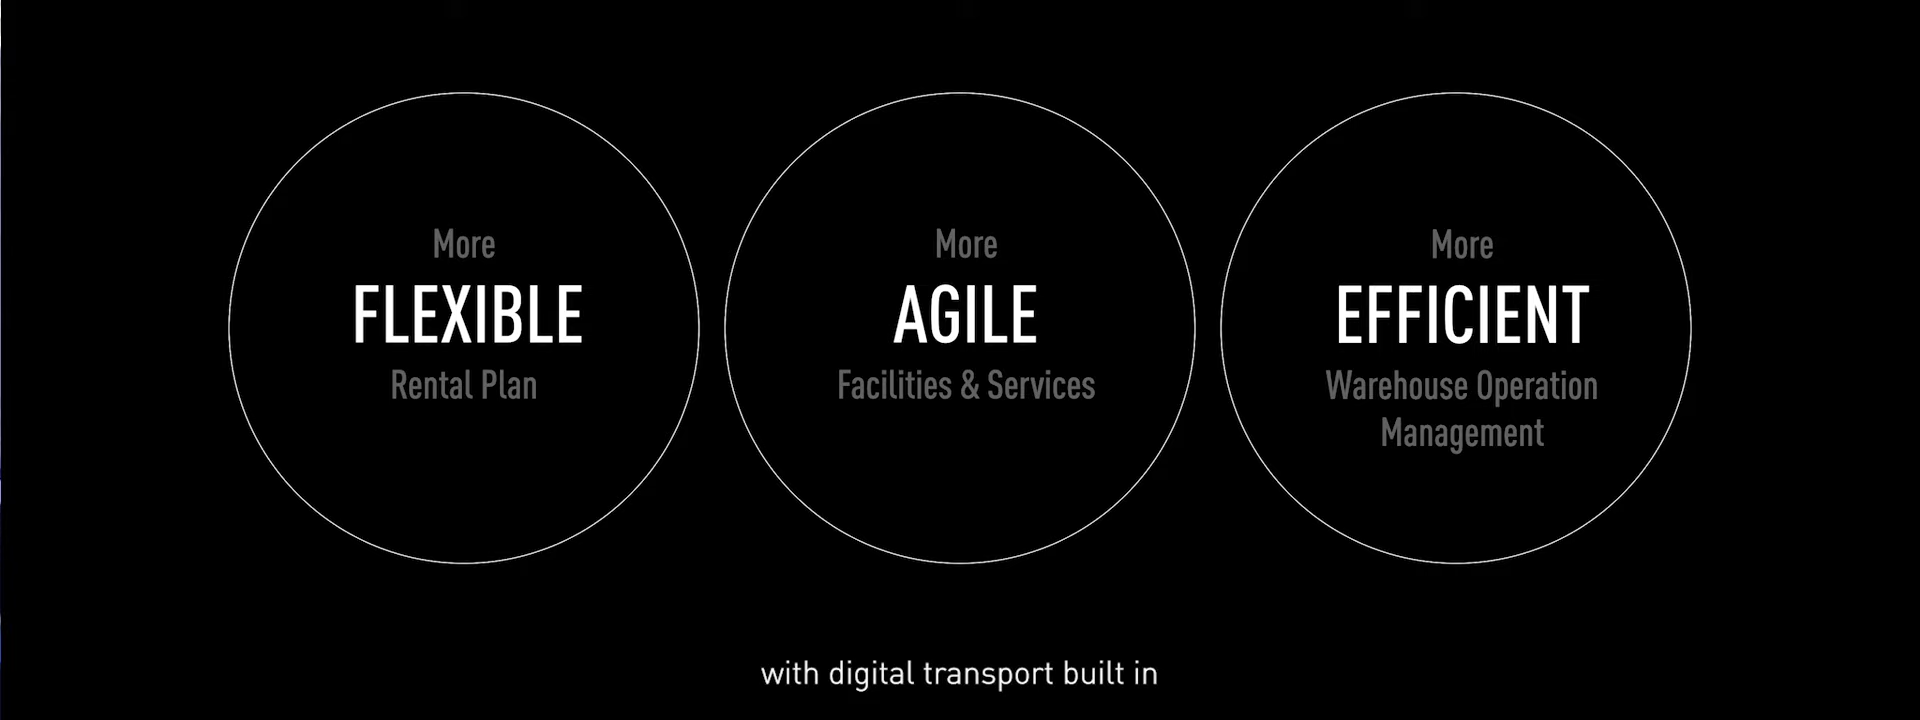 More
FLEXIBLE
Rental Plan
More
AGILE
Facilities & Services
More
EFFICIENT
Warehouse Operation
Management
with digital transport built in